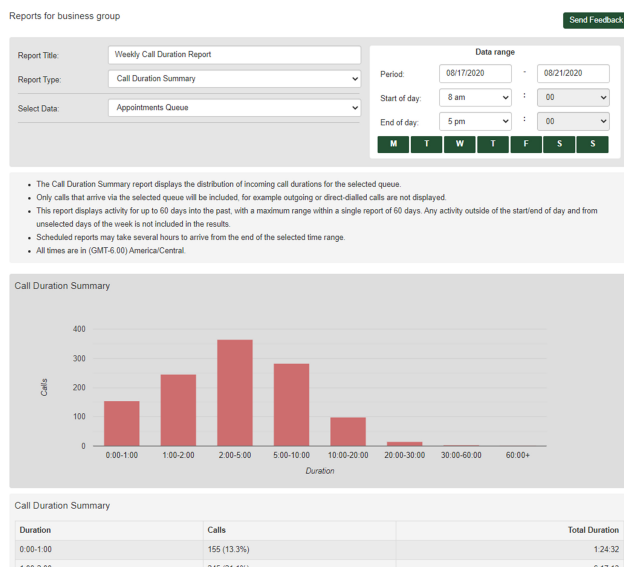 Reports for business group
Send Feedback
Report Title:
Weekly Call Duration Report
Report Type:
Call Duration Summary
Select Data:
Appointments Queue
Data range
Period:
08/17/2020 - 08/21/2020
Start of day:
8 am : 00
End of day:
5 pm : 00
M T W T F S S
• The Call Duration Summary report displays the distribution of incoming call durations for the selected queue.
• Only calls that arrive via the selected queue will be included, for example outgoing or direct-dialled calls are not displayed.
• This report displays activity for up to 60 days into the past, with a maximum range within a single report of 60 days. Any activity outside of the start/end of day and from
unselected days of the week is not included in the results.
• Scheduled reports may take several hours to arrive from the end of the selected time range.
• All times are in (GMT-6.00) America/Central.
Call Duration Summary
400
300
200
100
0
Calls
0:00-1:00 1:00-2:00 2:00-5:00 5:00-10:00 10:00-20:00 20:00-30:00 30:00-60:00 60:00+
Duration
Call Duration Summary
Duration Calls Total Duration
0:00-1:00 155 (13.3%) 1:24:32